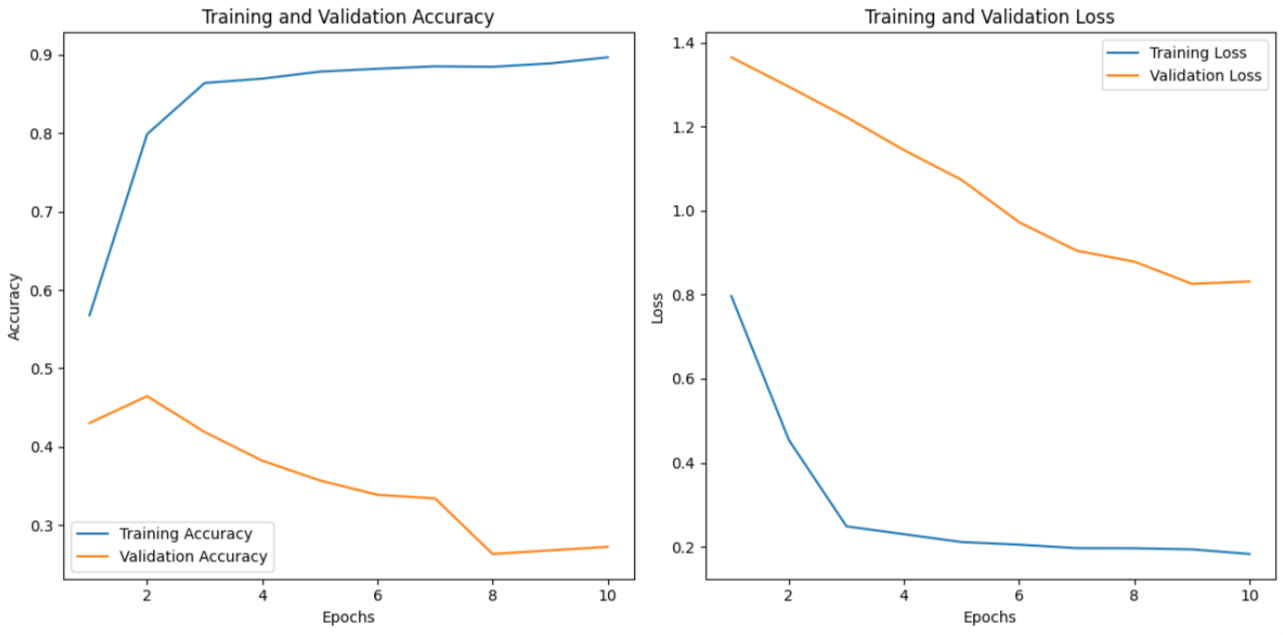 Training and Validation Accuracy
0.9
0.8
0.7
0.6
0.5
0.4
0.3
Accuracy
Training Accuracy
Validation Accuracy
2 4 6 8 10
Epochs
Training and Validation Loss
1.4
1.2
1.0
0.8
0.6
0.4
0.2
Loss
Training Loss
Validation Loss
2 4 6 8 10
Epochs